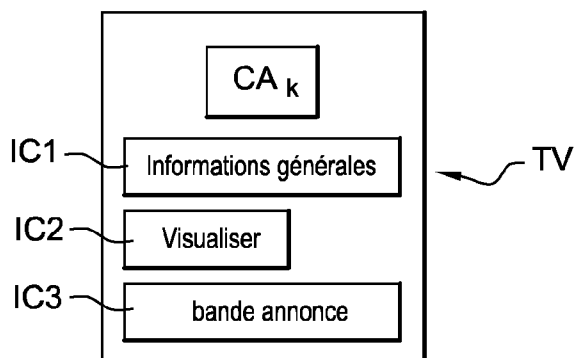 CA k
IC1
Informations générales
TV
IC2
Visualiser
IC3
bande annonce